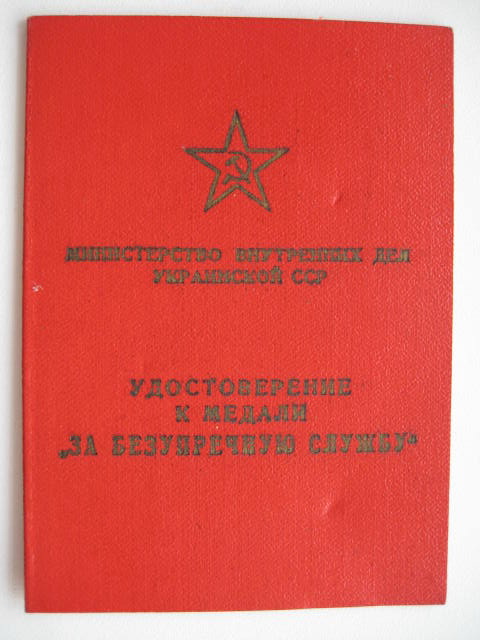 МИНИСТЕРСТВО ВНУТРЕННИХ ДЕЛ
УКРАИНСКОЙ ССР
УДОСТОВЕРЕНИЕ
К МЕДАЛИ
„ЗА БЕЗУПРЕЧНУЮ СЛУЖБУ“